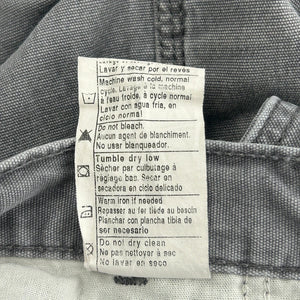 Lavar y secar por el reves
Machine wash cold, normal
cycle. Lavage à la machine
à l'eau froide, à cycle normal
Lavar con agua fria, en
ciclo normal
Do not bleach.
Aucun agent de blanchiment.
No usar blanqueador.
Tumble dry low
Sécher par culbutage à
réglage bas. Secar en
secadora en ciclo delicado
Warm iron if needed
Repasser au fer tiède au besoin
Planchar con plancha tibia de
ser necesario
Do not dry clean
Ne pas nettoyer à sec
No lavar en seco